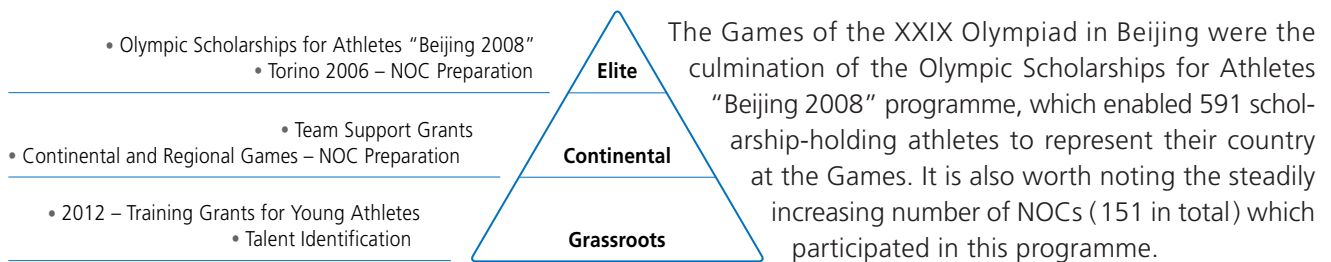 • Olympic Scholarships for Athletes “Beijing 2008”
• Torino 2006 – NOC Preparation
Elite
• Team Support Grants
• Continental and Regional Games – NOC Preparation
Continental
• 2012 – Training Grants for Young Athletes
• Talent Identification
Grassroots
The Games of the XXIX Olympiad in Beijing were the
culmination of the Olympic Scholarships for Athletes
“Beijing 2008” programme, which enabled 591 schol-
arship-holding athletes to represent their country
at the Games. It is also worth noting the steadily
increasing number of NOCs (151 in total) which
participated in this programme.